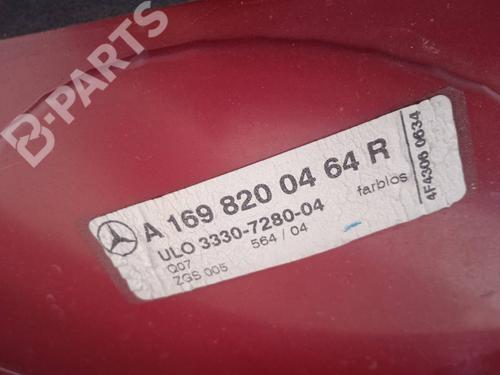 B-PARTS
A 169 820 04 64 R
ULO 3330-7280-04 farblos
Q07 564 / 04
ZGS 005
4F4306 0634